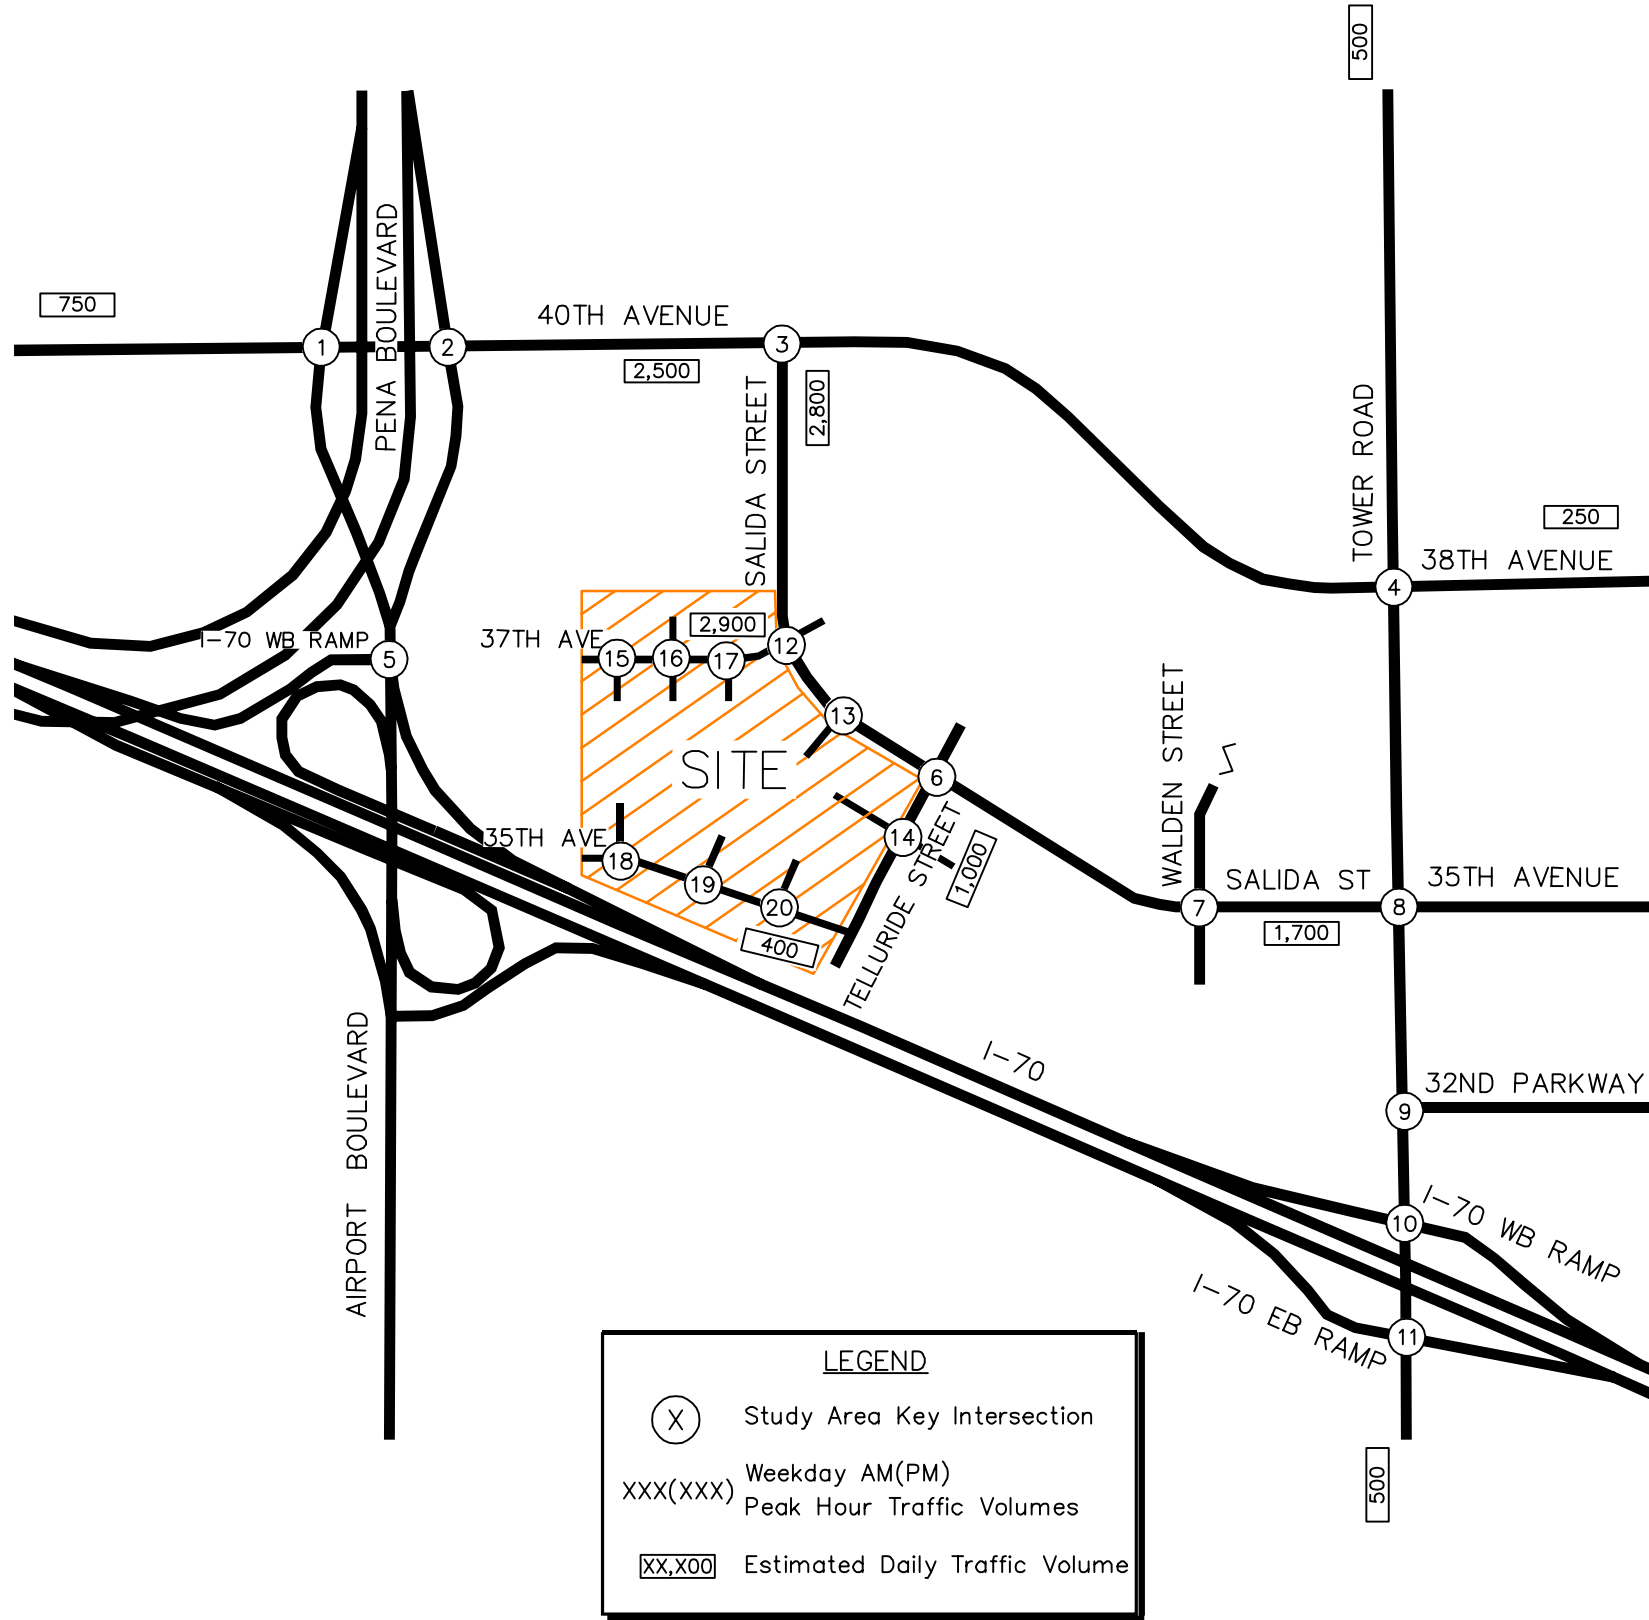 500
PENA BOULEVARD
750
40TH AVENUE
1
2
3
2,500
2,800
SALIDA STREET
TOWER ROAD
250
38TH AVENUE
4
I-70 WB RAMP
5
37TH AVE
2,900
12
15
16
17
13
SITE
6
WALDEN STREET
35TH AVE
14
18
19
20
400
TELLURIDE STREET
1,000
7
SALIDA ST
1,700
8
35TH AVENUE
AIRPORT BOULEVARD
I-70
32ND PARKWAY
9
10
I-70 WB RAMP
I-70 EB RAMP
11
500
LEGEND
X Study Area Key Intersection
XXX(XXX) Weekday AM(PM)
Peak Hour Traffic Volumes
XX,X00 Estimated Daily Traffic Volume